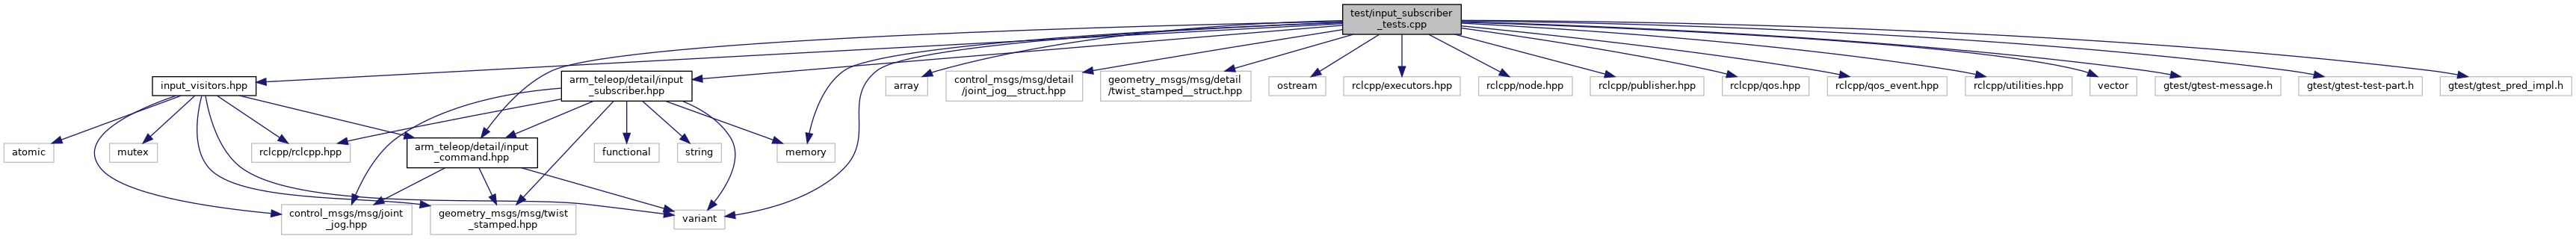 test/input_subscriber
_tests.cpp
input_visitors.hpp
arm_teleop/detail/input
_subscriber.hpp
array
control_msgs/msg/detail
/joint_jog__struct.hpp
geometry_msgs/msg/detail
/twist_stamped__struct.hpp
ostream
rclcpp/executors.hpp
rclcpp/node.hpp
rclcpp/publisher.hpp
rclcpp/qos.hpp
rclcpp/qos_event.hpp
rclcpp/utilities.hpp
vector
gtest/gtest-message.h
gtest/gtest-test-part.h
gtest/gtest_pred_impl.h
atomic
mutex
rclcpp/rclcpp.hpp
arm_teleop/detail/input
_command.hpp
functional
string
memory
control_msgs/msg/joint
_jog.hpp
geometry_msgs/msg/twist
_stamped.hpp
variant